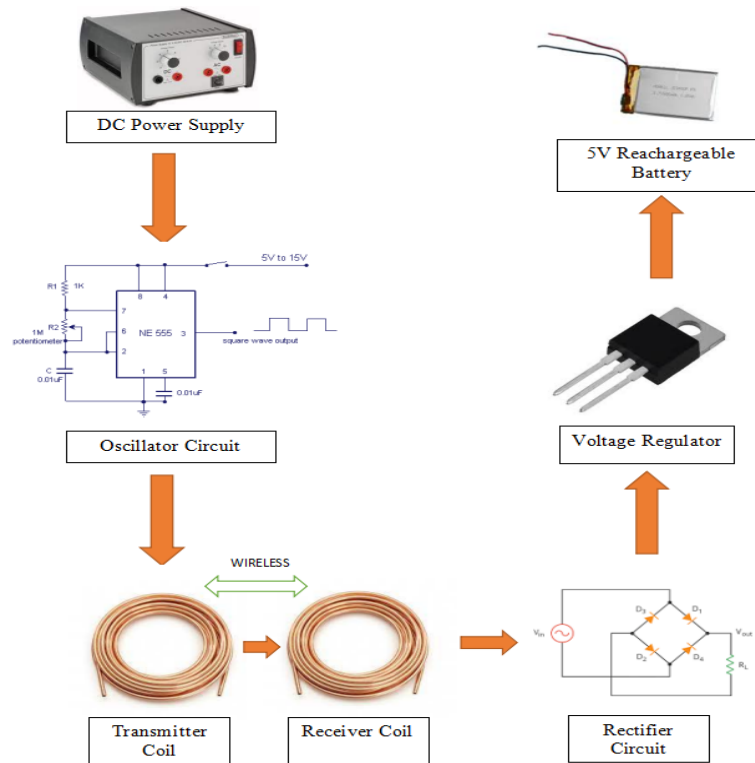 DC Power Supply
5V Reachargeable
Battery
5V to 15V
R1
1K
8
4
7
R2
1M
potentiometer
6
NE 555
3
2
square wave output
C
0.01uF
1
5
0.01uF
Oscillator Circuit
Voltage Regulator
WIRELESS
Transmitter
Coil
Receiver Coil
D3
D1
Vin
Vout
D2
D4
RL
Rectifier
Circuit
DC
AC